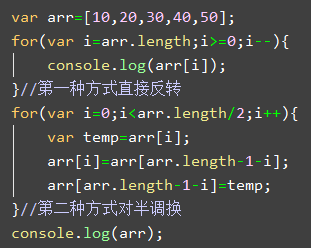 var arr=[10,20,30,40,50];
for(var i=arr.length;i>=0;i--){
    console.log(arr[i]);
}//第一种方式直接反转
for(var i=0;i<arr.length/2;i++){
    var temp=arr[i];
    arr[i]=arr[arr.length-1-i];
    arr[arr.length-1-i]=temp;
}//第二种方式对半调换
console.log(arr);